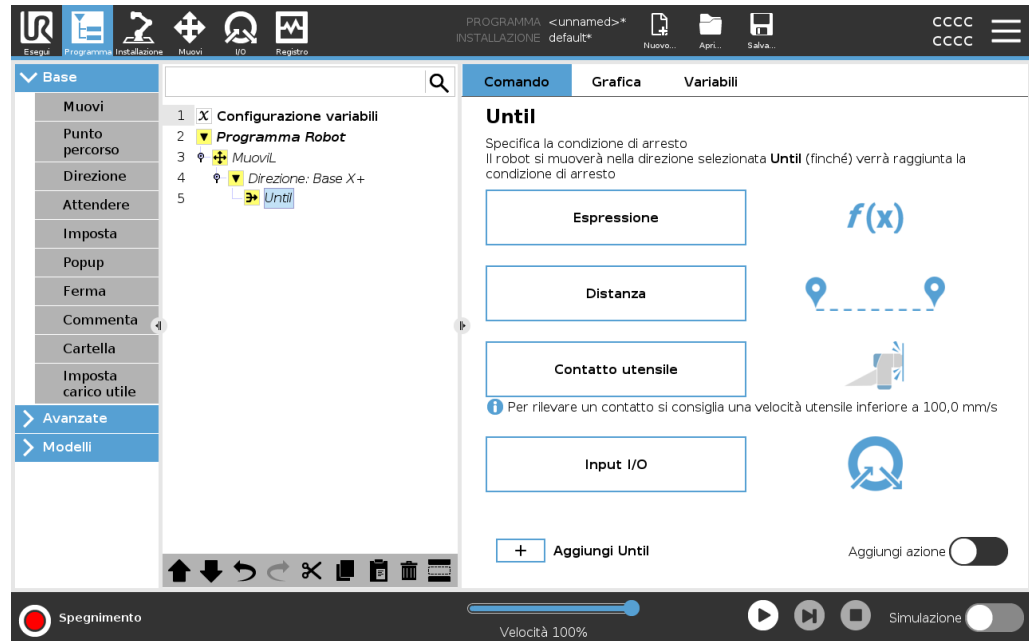 UR
PROGRAMMA <unnamed>*
INSTALLAZIONE default*
CCCC
CCCC
Esegui Programma Installazione Muovi I/O Registro Nuovo... Apri... Salva...
Base
Muovi
Punto
percorso
Direzione
Attendere
Imposta
Popup
Ferma
Commenta
Cartella
Imposta
carico utile
Avanzate
Modelli
1 X Configurazione variabili
2 Programma Robot
3 MuoviL
4 Direzione: Base X+
5 Until
Comando Grafica Variabili
Until
Specifica la condizione di arresto
Il robot si muoverà nella direzione selezionata Until (finché) verrà raggiunta la
condizione di arresto
Espressione f(x)
Distanza
Contatto utensile
i Per rilevare un contatto si consiglia una velocità utensile inferiore a 100,0 mm/s
Input I/O
+ Aggiungi Until Aggiungi azione
Spegnimento
Velocità 100%
Simulazione